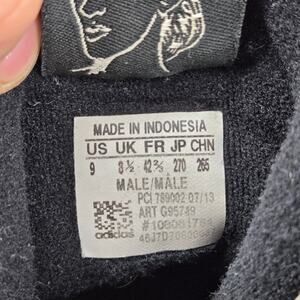 MADE IN INDONESIA
US UK FR JP CHN
9 8½ 42⅔ 270 265
MALE/MALE
PCI 789002 07/13
ART G95749
adidas